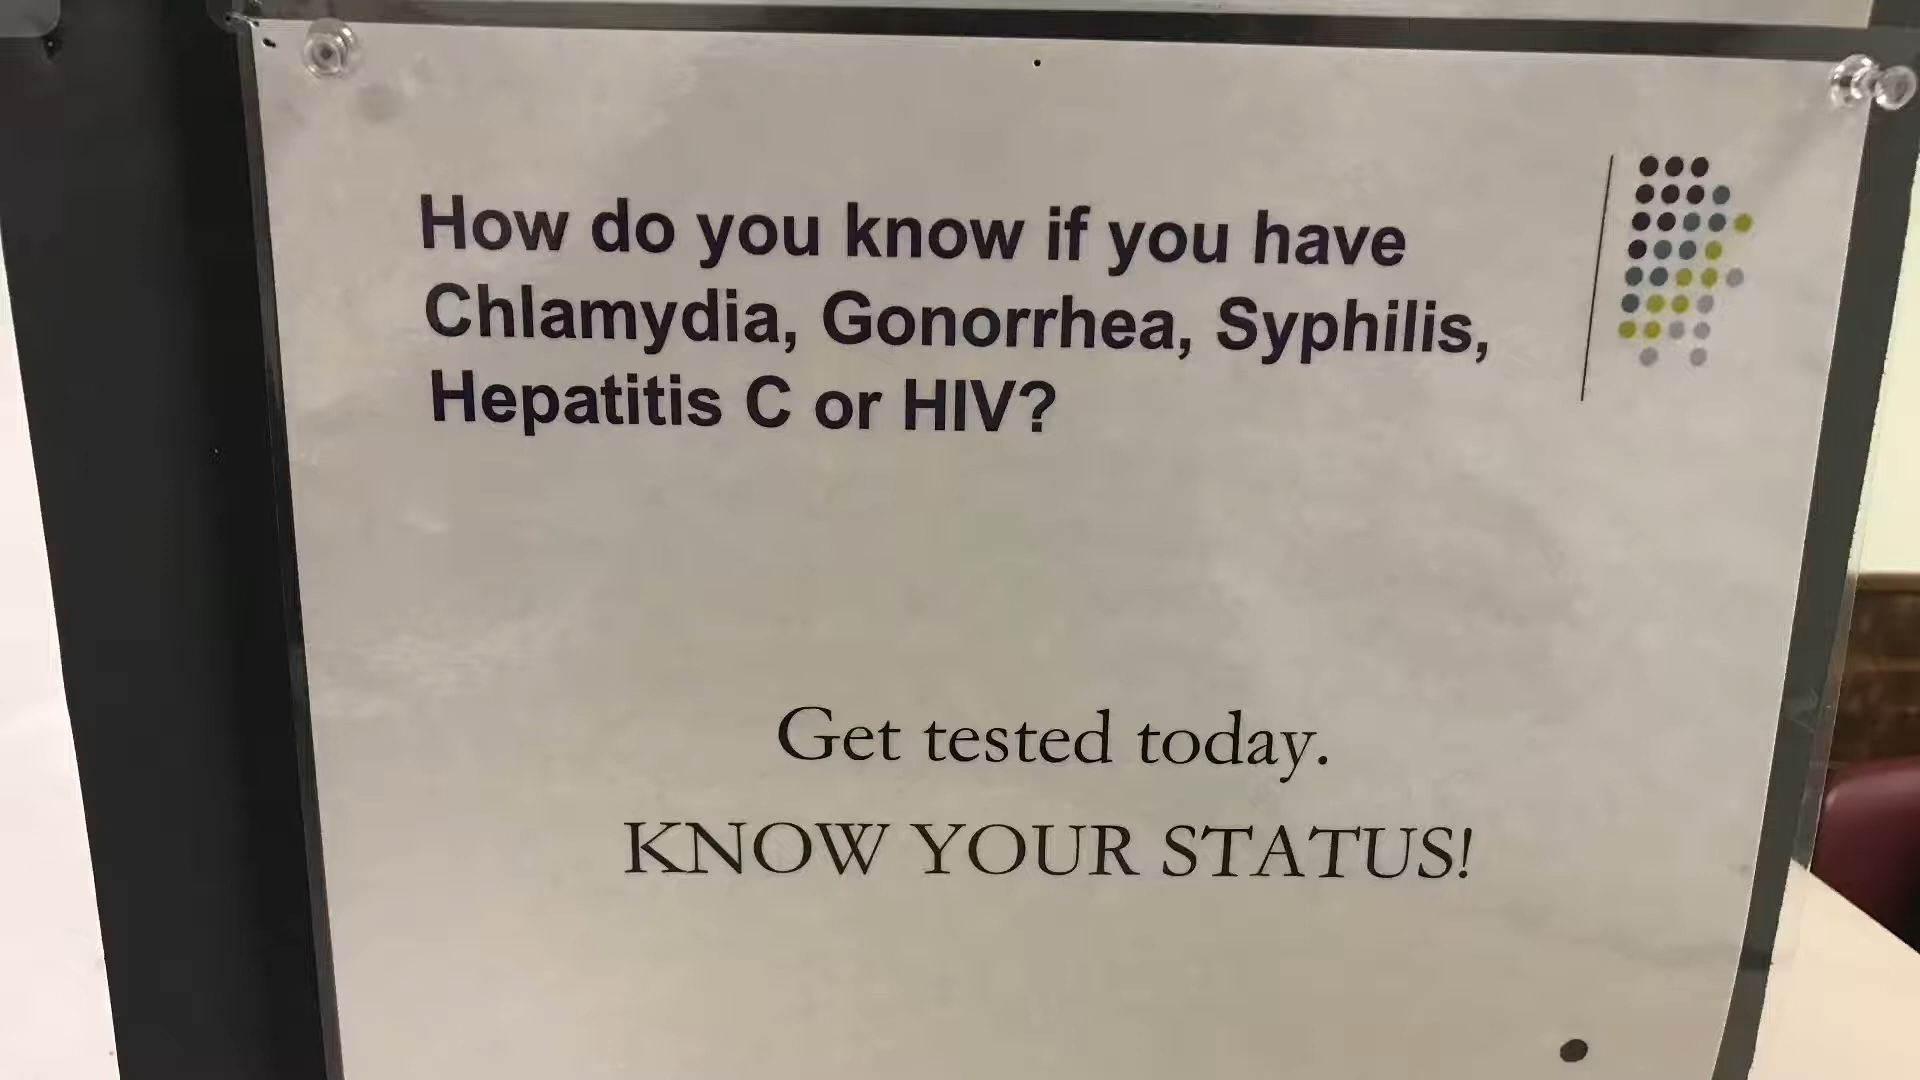 How do you know if you have
Chlamydia, Gonorrhea, Syphilis,
Hepatitis C or HIV?
Get tested today.
KNOW YOUR STATUS!